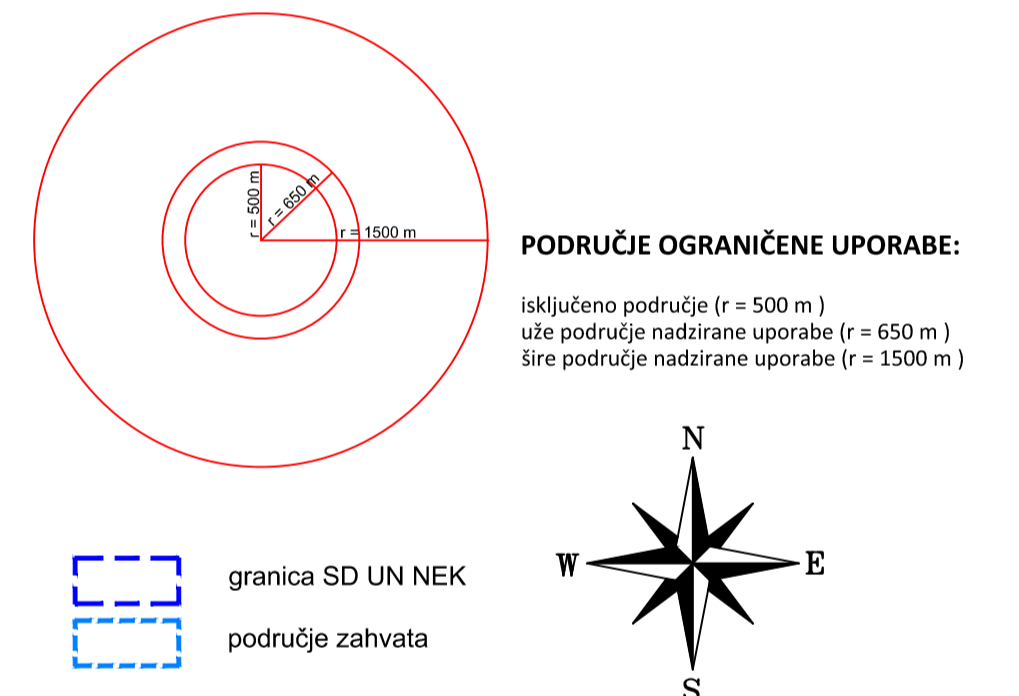 r = 500 m
r = 650 m
r = 1500 m
PODRUČJE OGRANIČENE UPORABE:
isključeno područje (r = 500 m )
uže područje nadzirane uporabe (r = 650 m )
šire područje nadzirane uporabe (r = 1500 m )
N
W
E
S
granica SD UN NEK
područje zahvata